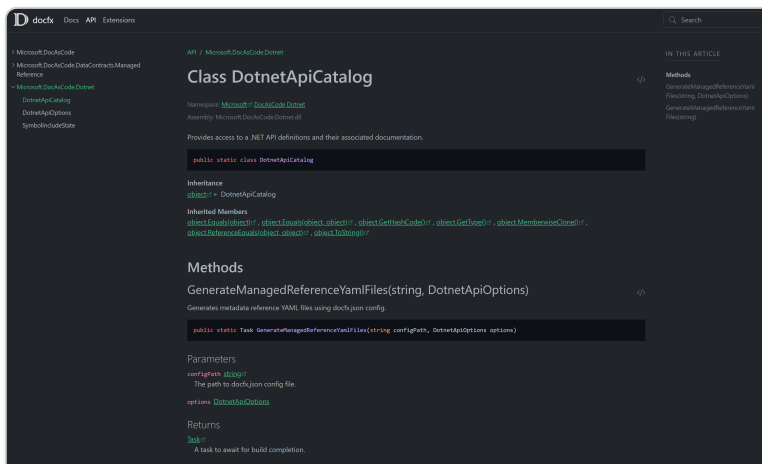 docfx Docs API Extensions
Search
Microsoft.DocAsCode
Microsoft.DocAsCode.DataContracts.Managed
Reference
Microsoft.DocAsCode.Dotnet
DotnetApiCatalog
DotnetApiOptions
SymbolIncludeState
API / Microsoft.DocAsCode.Dotnet
Class DotnetApiCatalog
Namespace: Microsoft.DocAsCode.Dotnet
Assembly: Microsoft.DocAsCode.Dotnet.dll
Provides access to a .NET API definitions and their associated documentation.
public static class DotnetApiCatalog
Inheritance
object ← DotnetApiCatalog
Inherited Members
object.Equals(object) , object.Equals(object, object) , object.GetHashCode() , object.GetType() , object.MemberwiseClone() ,
object.ReferenceEquals(object, object) , object.ToString()
Methods
GenerateManagedReferenceYamlFiles(string, DotnetApiOptions)
Generates metadata reference YAML files using docfx.json config.
public static Task GenerateManagedReferenceYamlFiles(string configPath, DotnetApiOptions options)
Parameters
configPath string
The path to docfx.json config file.
options DotnetApiOptions
Returns
Task
A task to await for build completion.
IN THIS ARTICLE
Methods
GenerateManagedReferenceYaml
Files(string, DotnetApiOptions)
GenerateManagedReferenceYaml
Files(string)